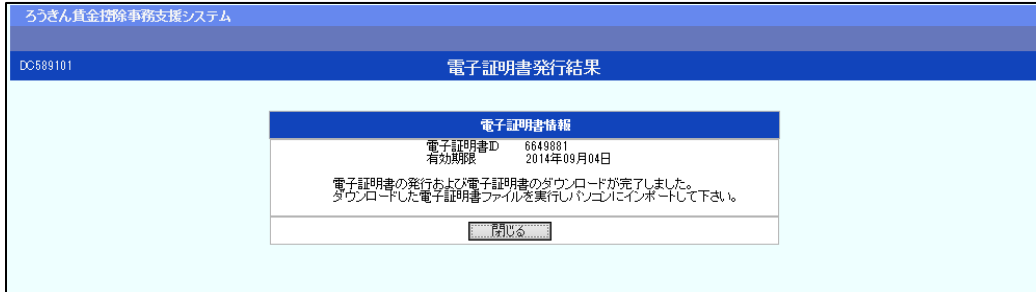 ろうきん賃金控除事務支援システム
DC589101
電子証明書発行結果
電子証明書情報
電子証明書ID 6649881
有効期限 2014年09月04日
電子証明書の発行および電子証明書のダウンロードが完了しました。
ダウンロードした電子証明書ファイルを実行しパソコンにインポートして下さい。
閉じる